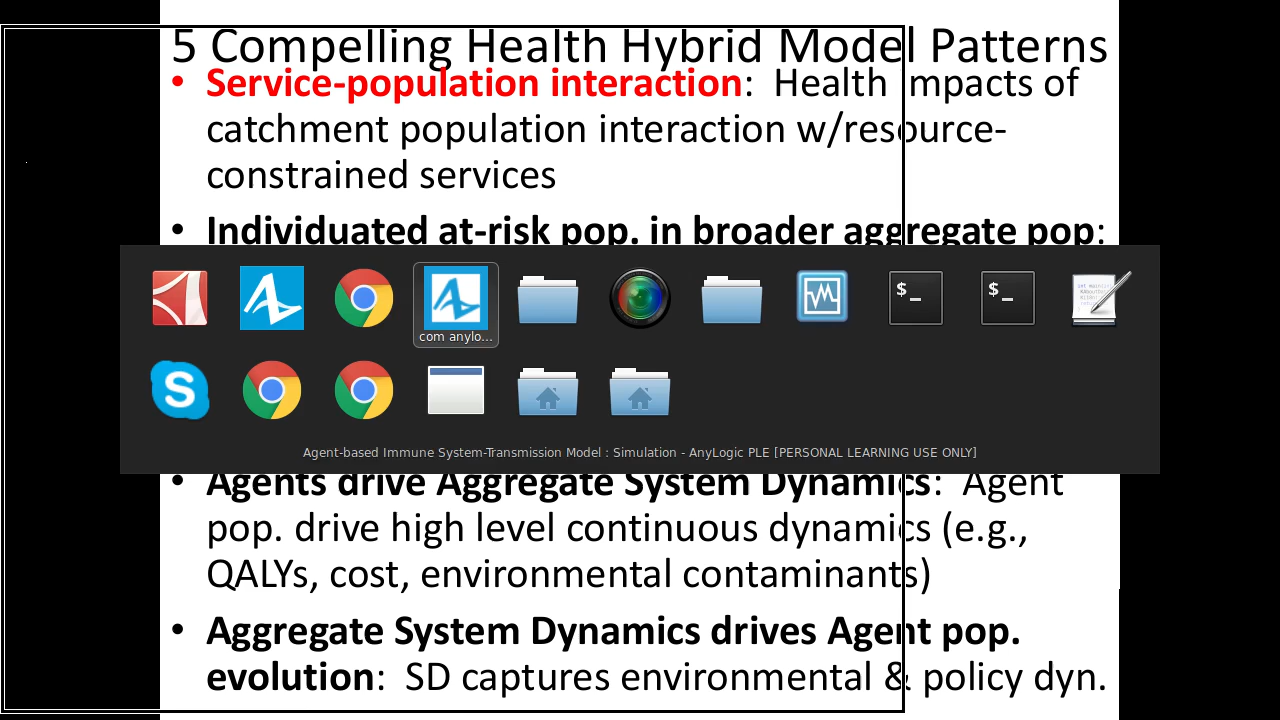 5 Compelling Health Hybrid Model Patterns
• Service-population interaction: Health mpacts of
catchment population interaction w/resource-
constrained services
• Individuated at-risk pop. in broader aggregate pop:
$_
$_
com anylo...
S
Agent-based Immune System-Transmission Model : Simulation - AnyLogic PLE [PERSONAL LEARNING USE ONLY]
• Agents drive Aggregate System Dynamics: Agent
pop. drive high level continuous dynamics (e.g.,
QALYs, cost, environmental contaminants)
• Aggregate System Dynamics drives Agent pop.
evolution: SD captures environmental & policy dyn.